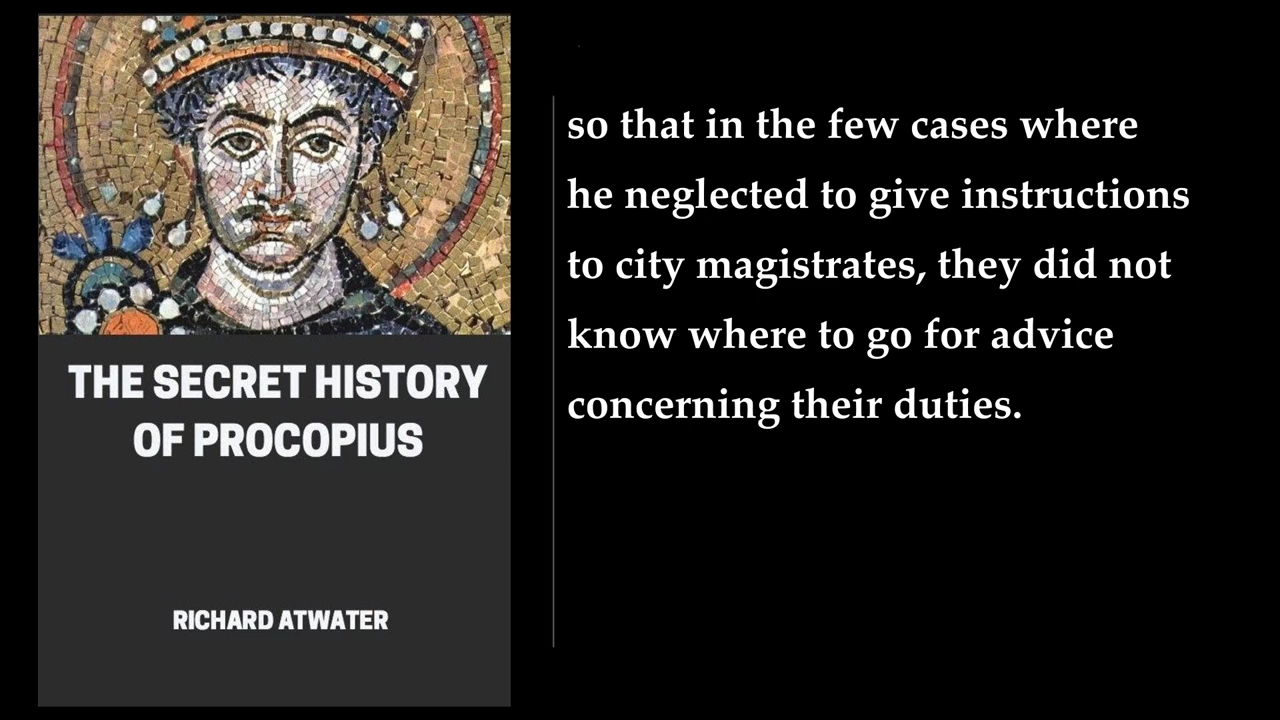 THE SECRET HISTORY
OF PROCOPIUS
RICHARD ATWATER
so that in the few cases where
he neglected to give instructions
to city magistrates, they did not
know where to go for advice
concerning their duties.